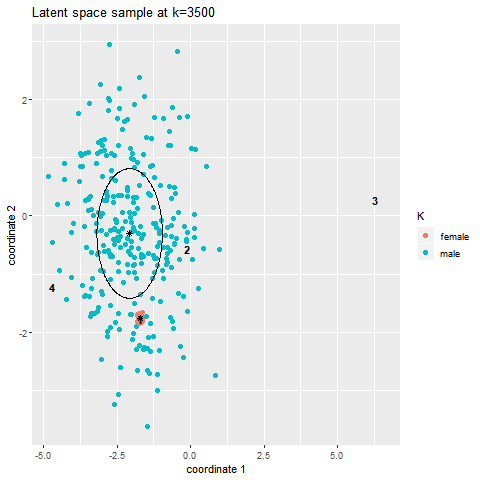 Latent space sample at k=3500
2
0
-2
coordinate 2
3
2
4
-5.0 -2.5 0.0 2.5 5.0
coordinate 1
K
female
male